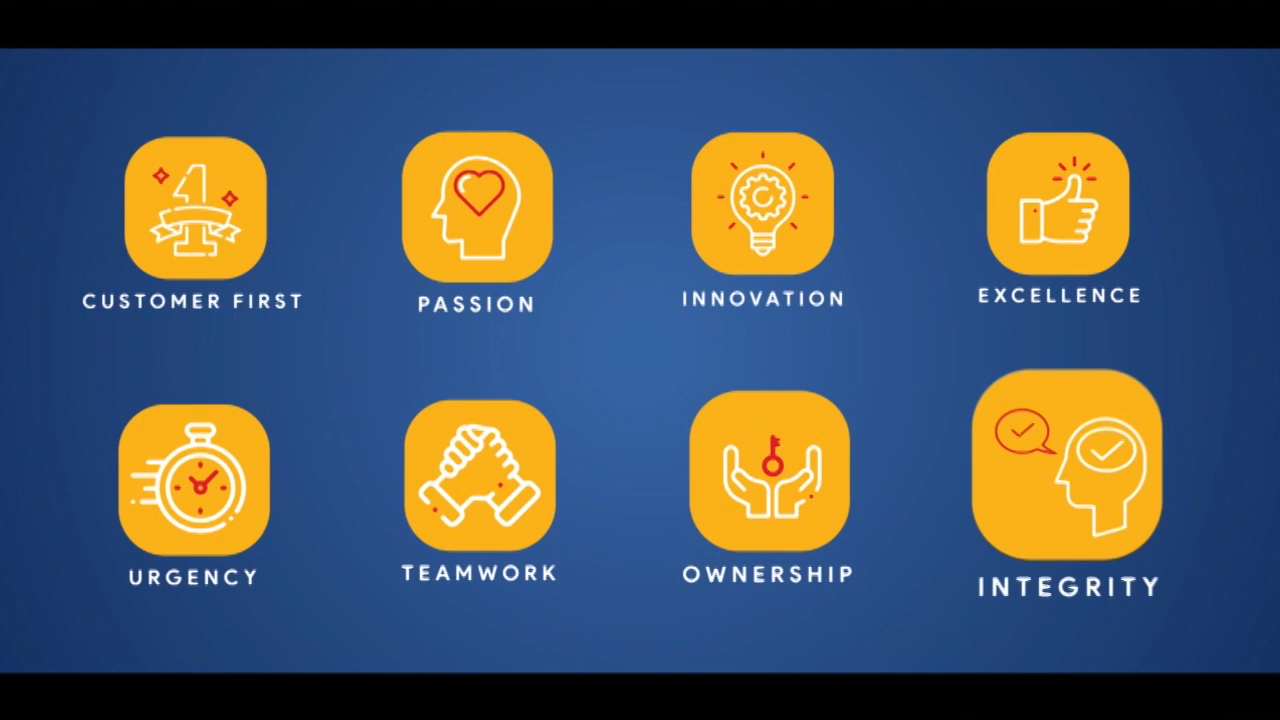 CUSTOMER FIRST
PASSION
INNOVATION
EXCELLENCE
URGENCY
TEAMWORK
OWNERSHIP
INTEGRITY